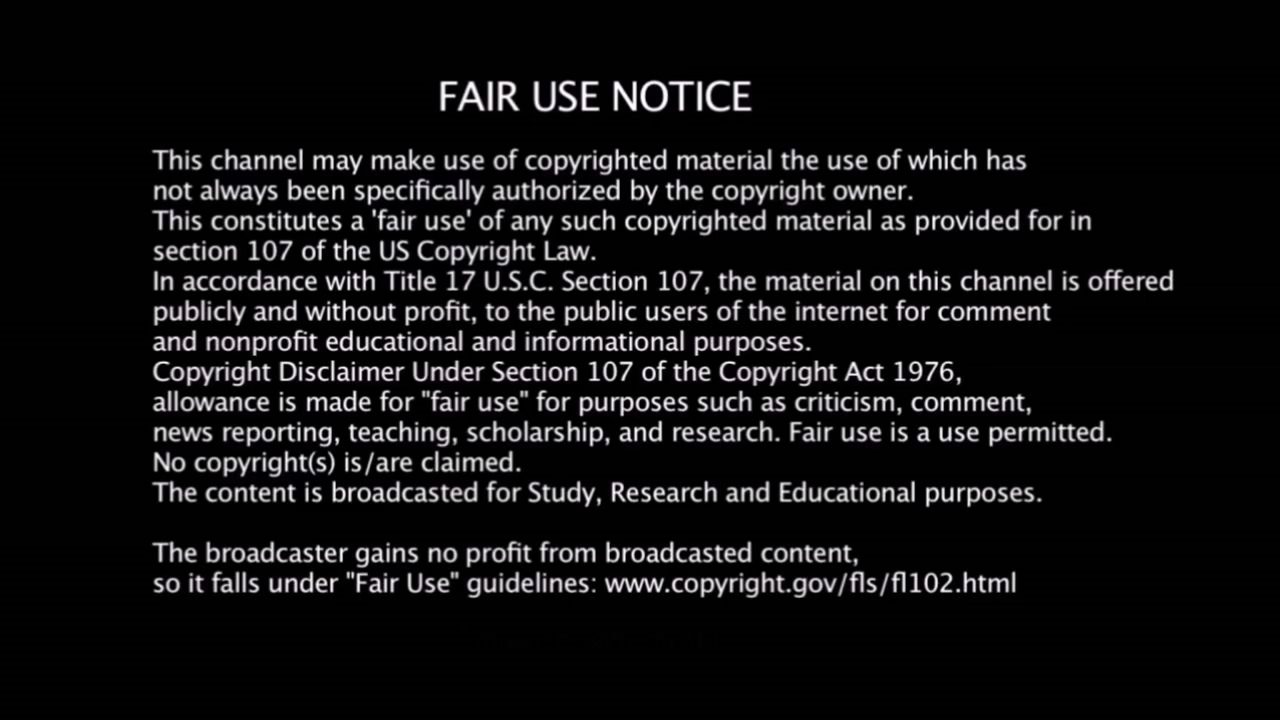 FAIR USE NOTICE
This channel may make use of copyrighted material the use of which has
not always been specifically authorized by the copyright owner.
This constitutes a 'fair use' of any such copyrighted material as provided for in
section 107 of the US Copyright Law.
In accordance with Title 17 U.S.C. Section 107, the material on this channel is offered
publicly and without profit, to the public users of the internet for comment
and nonprofit educational and informational purposes.
Copyright Disclaimer Under Section 107 of the Copyright Act 1976,
allowance is made for "fair use" for purposes such as criticism, comment,
news reporting, teaching, scholarship, and research. Fair use is a use permitted.
No copyright(s) is/are claimed.
The content is broadcasted for Study, Research and Educational purposes.
The broadcaster gains no profit from broadcasted content,
so it falls under "Fair Use" guidelines: www.copyright.gov/fls/fl102.html